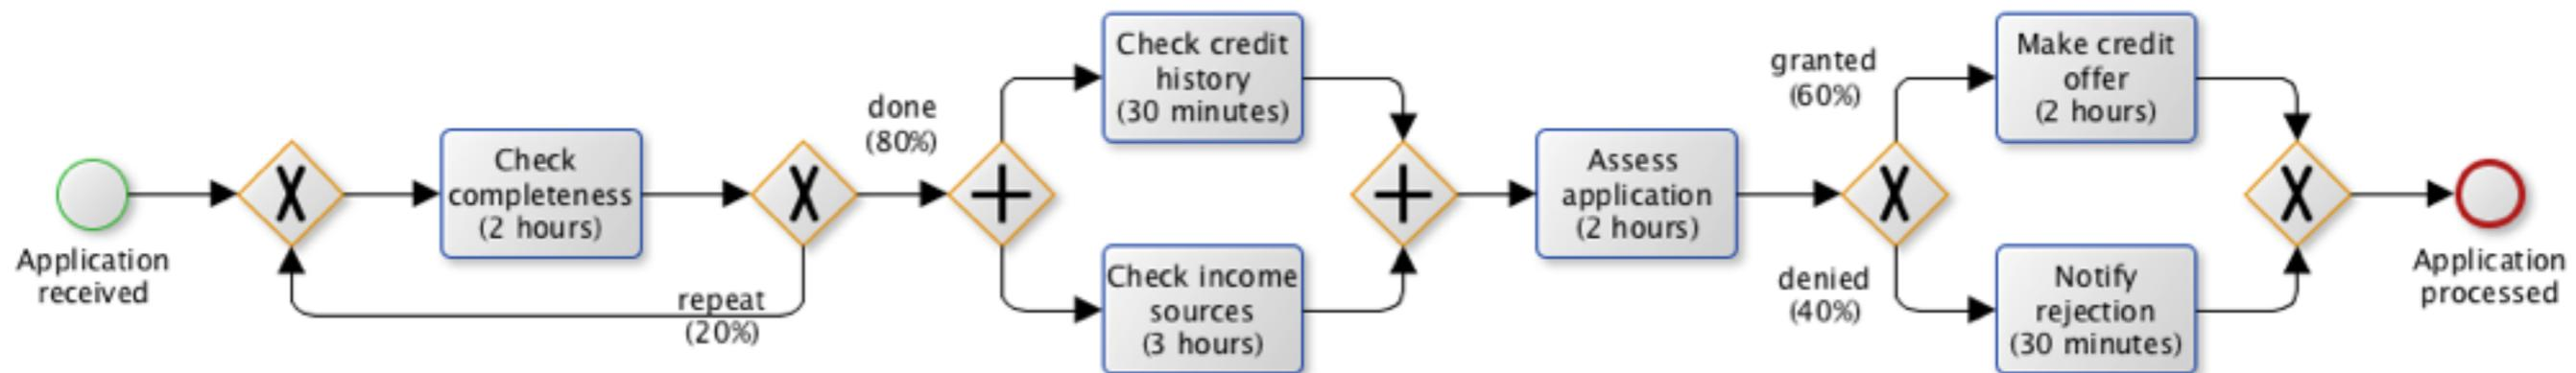 Application
received
Check
completeness
(2 hours)
repeat
(20%)
done
(80%)
Check credit
history
(30 minutes)
Check income
sources
(3 hours)
Assess
application
(2 hours)
granted
(60%)
denied
(40%)
Make credit
offer
(2 hours)
Notify
rejection
(30 minutes)
Application
processed